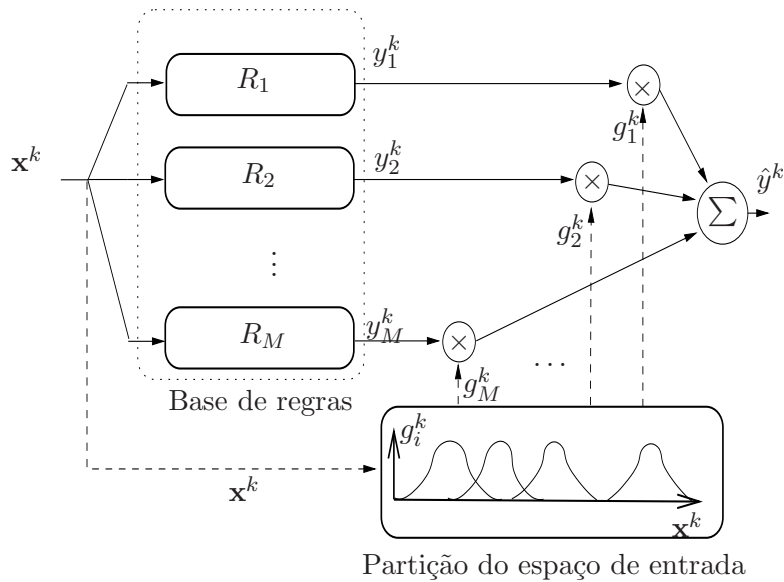 R_1
y_1^k
g_1^k
x^k
R_2
y_2^k
g_2^k
∑
ŷ^k
×
×
⋮
R_M
y_M^k
×
...
g_M^k
Base de regras
g_i^k
x^k
x^k
Partição do espaço de entrada